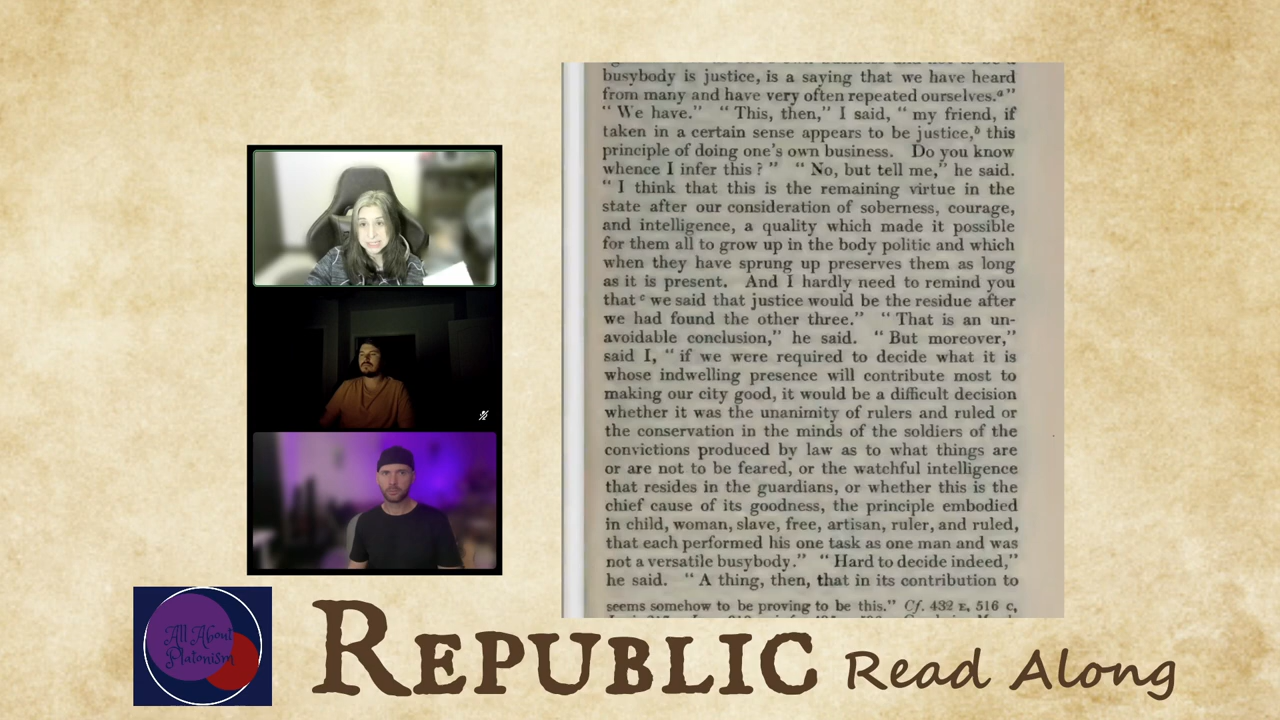 busybody is justice, is a saying that we have heard
from many and have very often repeated ourselves.ᵃ”
“ We have.” “ This, then,” I said, “ my friend, if
taken in a certain sense appears to be justice,ᵇ this
principle of doing one’s own business. Do you know
whence I infer this ? ” “ No, but tell me,” he said.
“ I think that this is the remaining virtue in the
state after our consideration of soberness, courage,
and intelligence, a quality which made it possible
for them all to grow up in the body politic and which
when they have sprung up preserves them as long
as it is present. And I hardly need to remind you
that ᶜ we said that justice would be the residue after
we had found the other three.” “ That is an un-
avoidable conclusion,” he said. “ But moreover,”
said I, “ if we were required to decide what it is
whose indwelling presence will contribute most to
making our city good, it would be a difficult decision
whether it was the unanimity of rulers and ruled or
the conservation in the minds of the soldiers of the
convictions produced by law as to what things are
or are not to be feared, or the watchful intelligence
that resides in the guardians, or whether this is the
chief cause of its goodness, the principle embodied
in child, woman, slave, free, artisan, ruler, and ruled,
that each performed his one task as one man and was
not a versatile busybody.” “ Hard to decide indeed,”
he said. “ A thing, then, that in its contribution to
seems somehow to be proving to be this.” Cf. 432 E, 516 c,
All About
Platonism
REPUBLIC Read Along